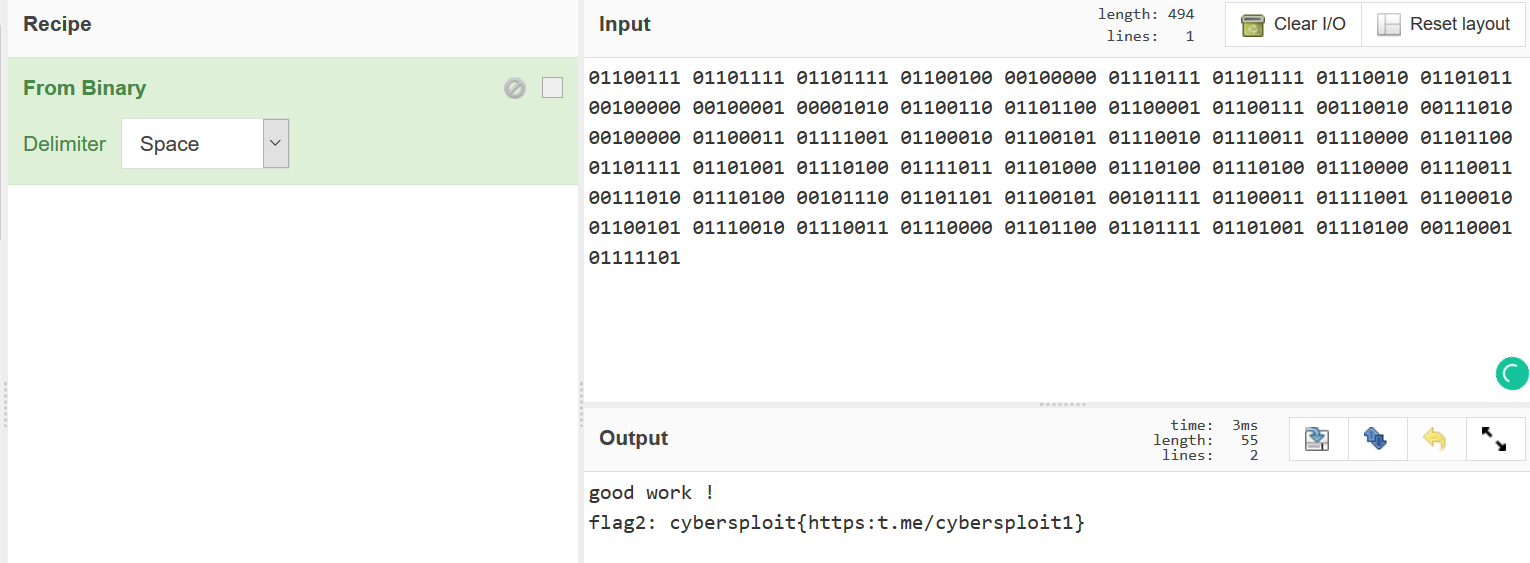 Recipe
From Binary
Delimiter Space
Input
length: 494
lines: 1
Clear I/O
Reset layout
01100111 01101111 01101111 01100100 00100000 01110111 01101111 01110010 01101011
00100000 00100001 00001010 01100110 01101100 01100001 01100111 00110010 00111010
00100000 01100011 01111001 01100010 01100101 01110010 01110011 01110000 01101100
01101111 01101001 01110100 01111011 01101000 01110100 01110100 01110000 01110011
00111010 01110100 00101110 01101101 01100101 00101111 01100011 01111001 01100010
01100101 01110010 01110011 01110000 01101100 01101111 01101001 01110100 00110001
01111101
Output
time: 3ms
length: 55
lines: 2
good work !
flag2: cybersploit{https:t.me/cybersploit1}